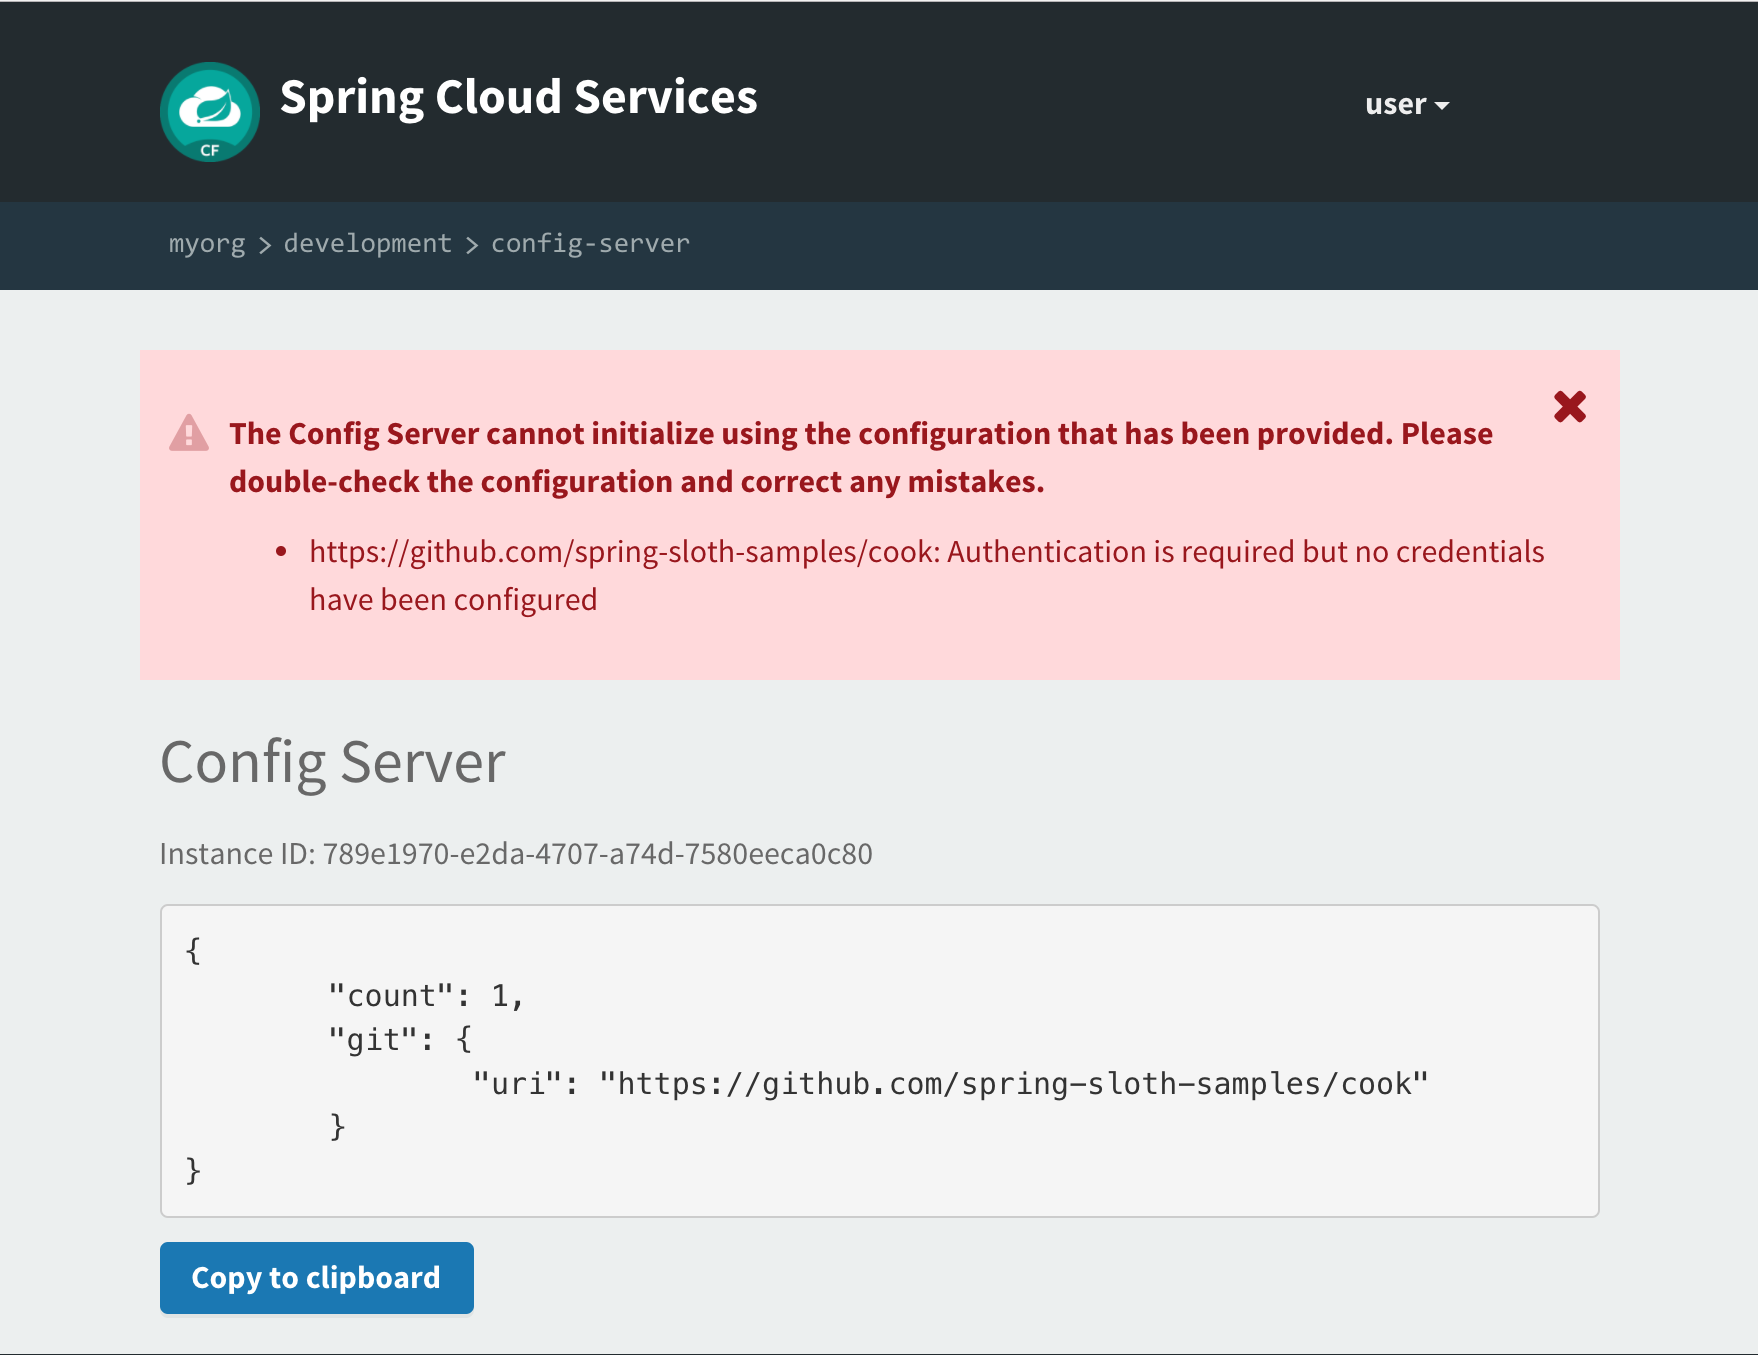 CF
Spring Cloud Services
user
myorg > development > config-server
The Config Server cannot initialize using the configuration that has been provided. Please
double-check the configuration and correct any mistakes.
• https://github.com/spring-sloth-samples/cook: Authentication is required but no credentials
have been configured
Config Server
Instance ID: 789e1970-e2da-4707-a74d-7580eeca0c80
{
"count": 1,
"git": {
"uri": "https://github.com/spring-sloth-samples/cook"
}
}
Copy to clipboard